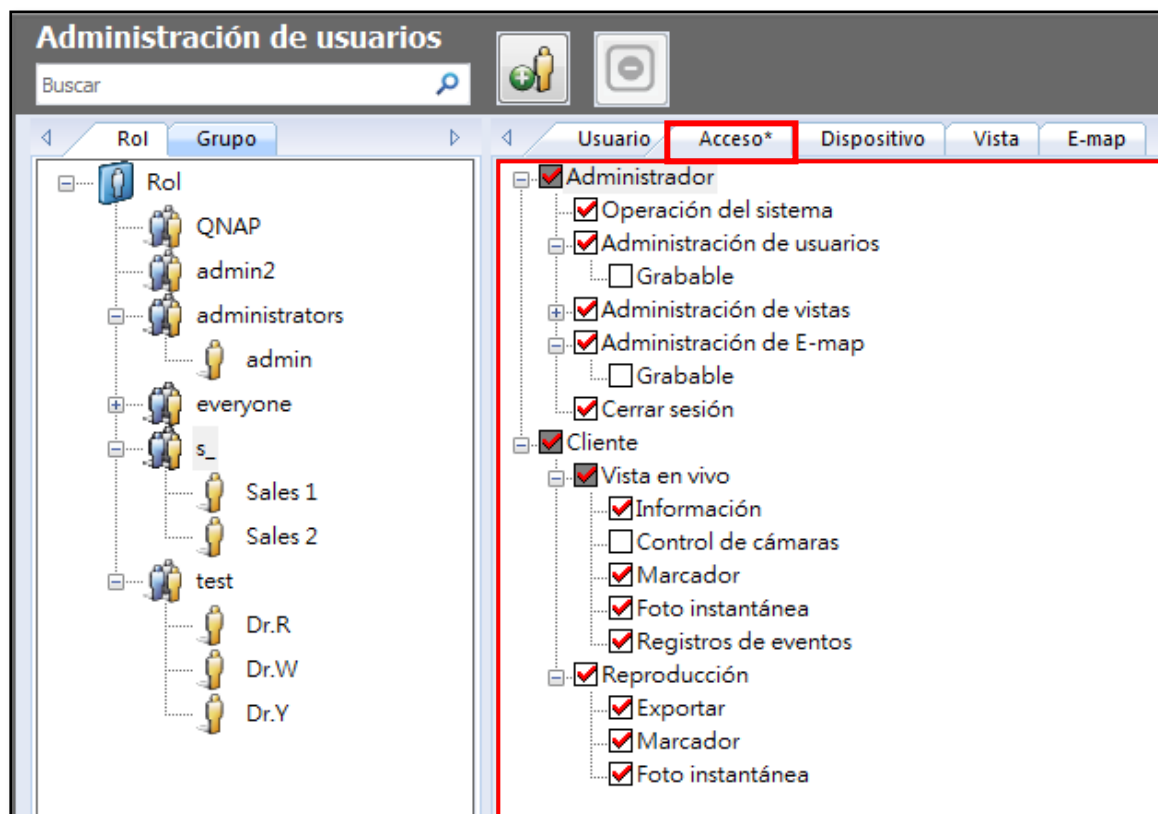 Administración de usuarios
Buscar
Rol
Grupo
Rol
QNAP
admin2
administrators
admin
everyone
s_
Sales 1
Sales 2
test
Dr.R
Dr.W
Dr.Y
Usuario
Acceso*
Dispositivo
Vista
E-map
Administrador
Operación del sistema
Administración de usuarios
Grabable
Administración de vistas
Administración de E-map
Grabable
Cerrar sesión
Cliente
Vista en vivo
Información
Control de cámaras
Marcador
Foto instantánea
Registros de eventos
Reproducción
Exportar
Marcador
Foto instantánea